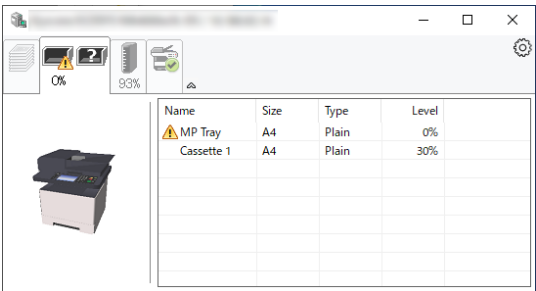 0%
93%
Name Size Type Level
MP Tray A4 Plain 0%
Cassette 1 A4 Plain 30%